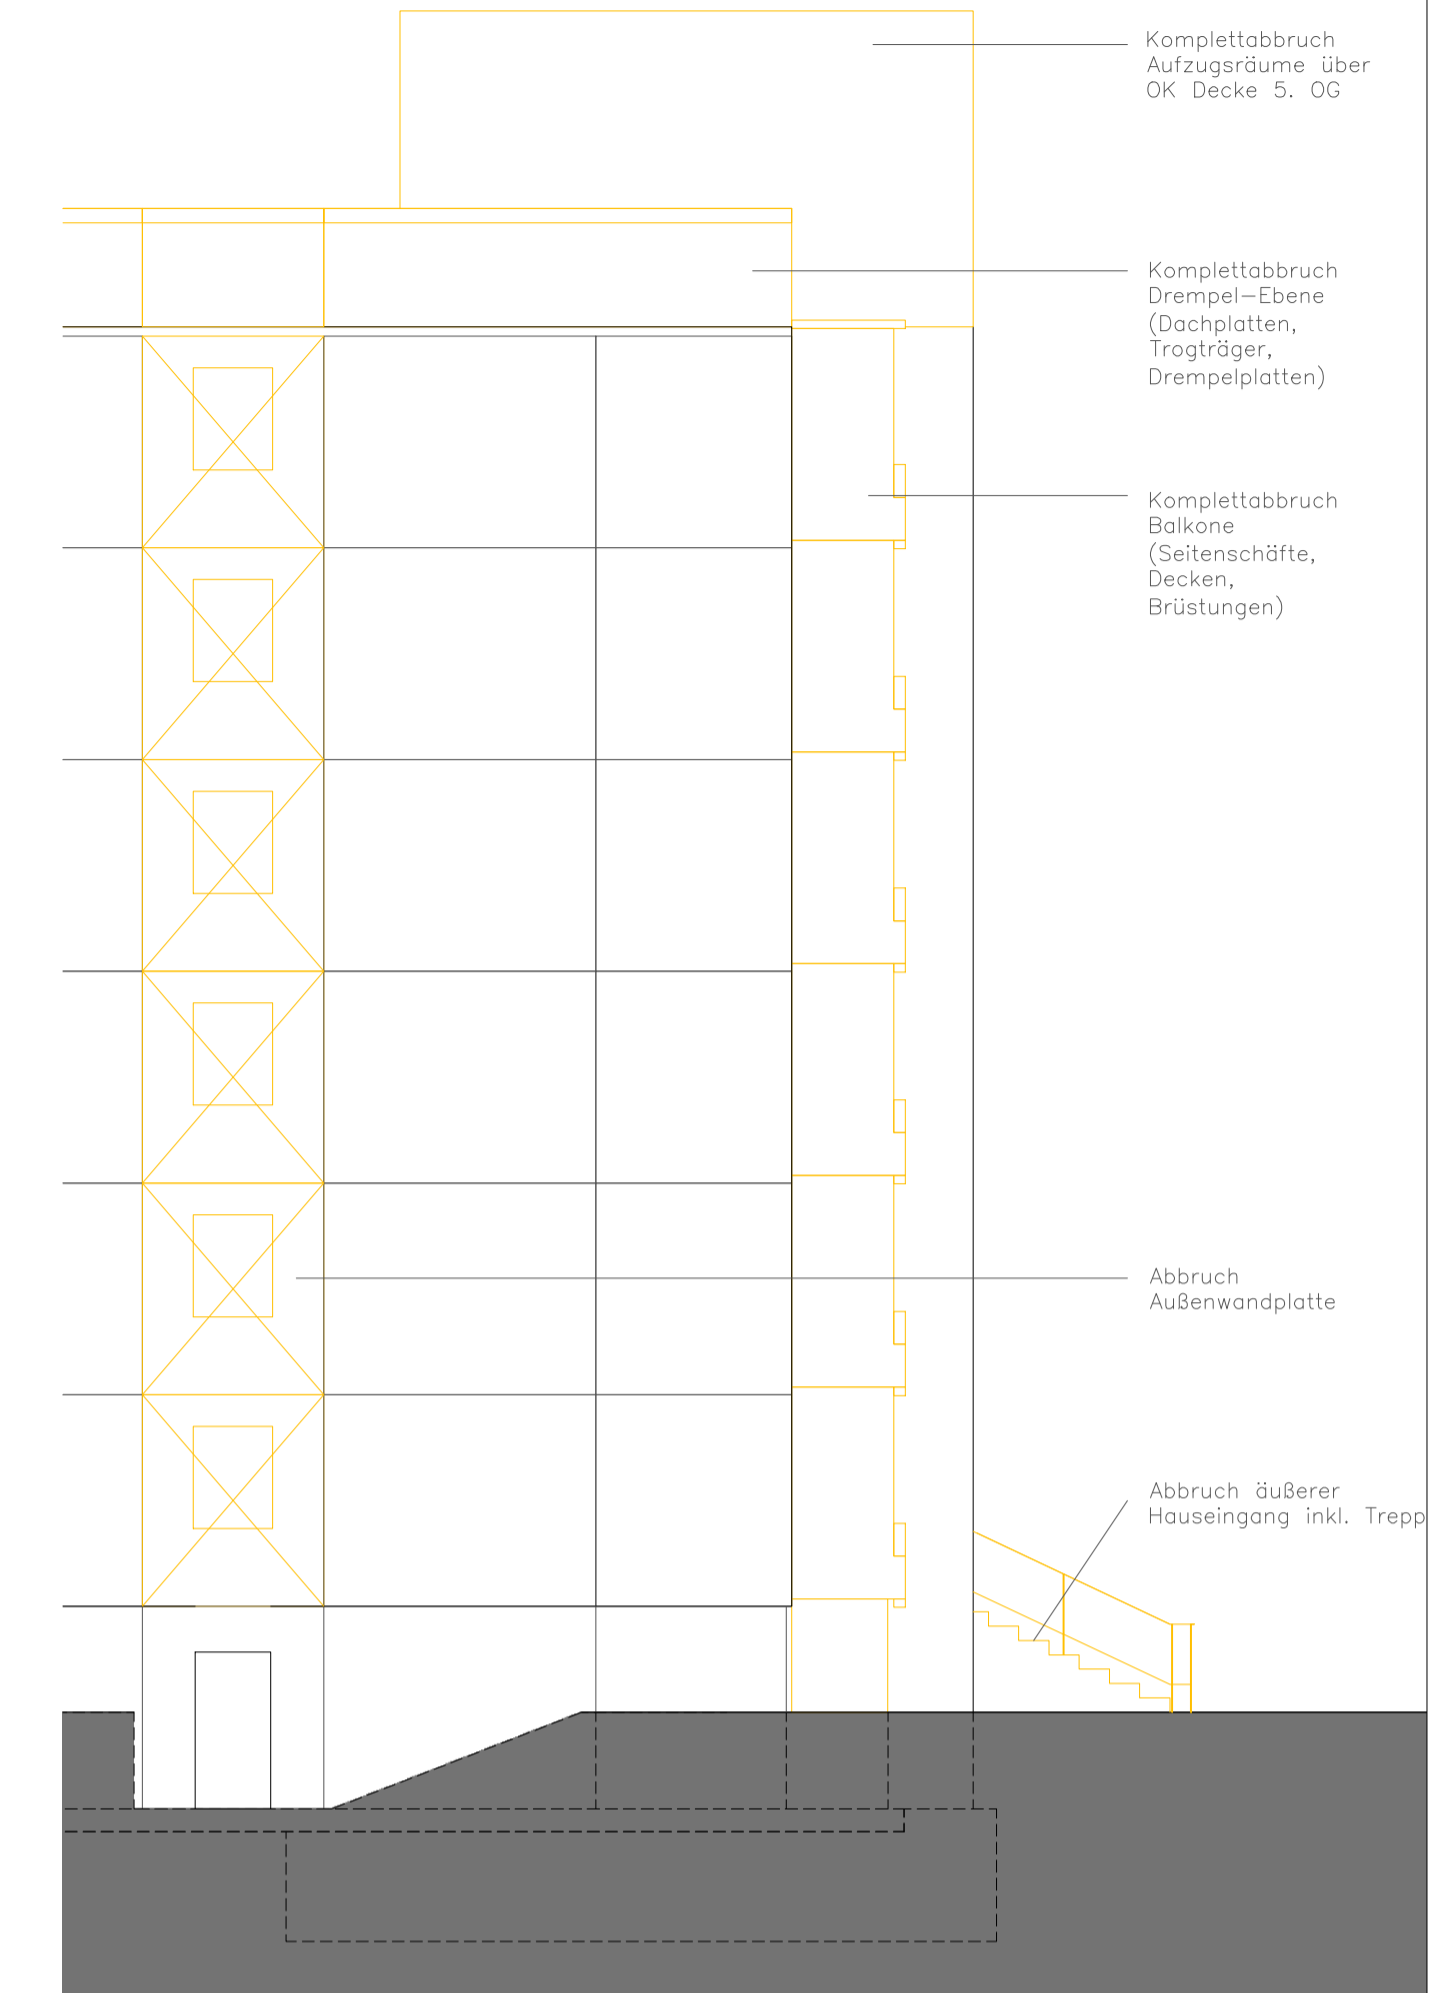 Komplettabbruch
Aufzugsräume über
OK Decke 5. OG
Komplettabbruch
Drempel-Ebene
(Dachplatten,
Trogträger,
Drempelplatten)
Komplettabbruch
Balkone
(Seitenschäfte,
Decken,
Brüstungen)
Abbruch
Außenwandplatte
Abbruch äußerer
Hauseingang inkl. Trepp